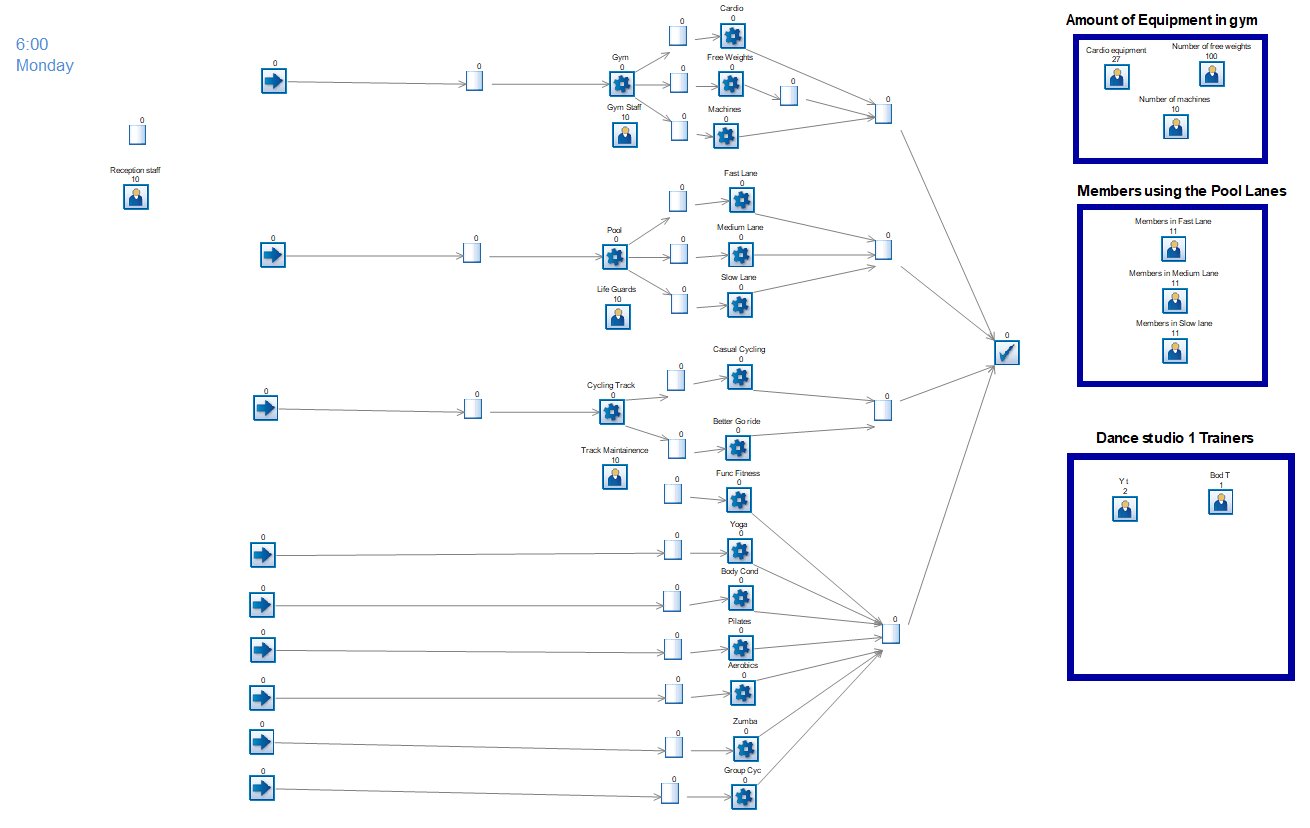 6:00
Monday
0
Reception staff
10
0
0
Gym
0
Gym Staff
10
0
Cardio
0
0
Free Weights
0
0
0
Machines
0
0
0
0
Pool
0
Life Guards
10
0
Fast Lane
0
0
Medium Lane
0
0
Slow Lane
0
0
0
0
Cycling Track
0
Track Maintainence
10
0
Casual Cycling
0
0
Better Go ride
0
0
0
Func Fitness
0
0
0
Yoga
0
0
0
Body Cond
0
0
0
Pilates
0
0
0
Aerobics
0
0
0
Zumba
0
0
0
Group Cyc
0
0
0
Amount of Equipment in gym
Cardio equipment
27
Number of free weights
100
Number of machines
10
Members using the Pool Lanes
Members in Fast Lane
11
Members in Medium Lane
11
Members in Slow lane
11
Dance studio 1 Trainers
Y t
2
Bod T
1